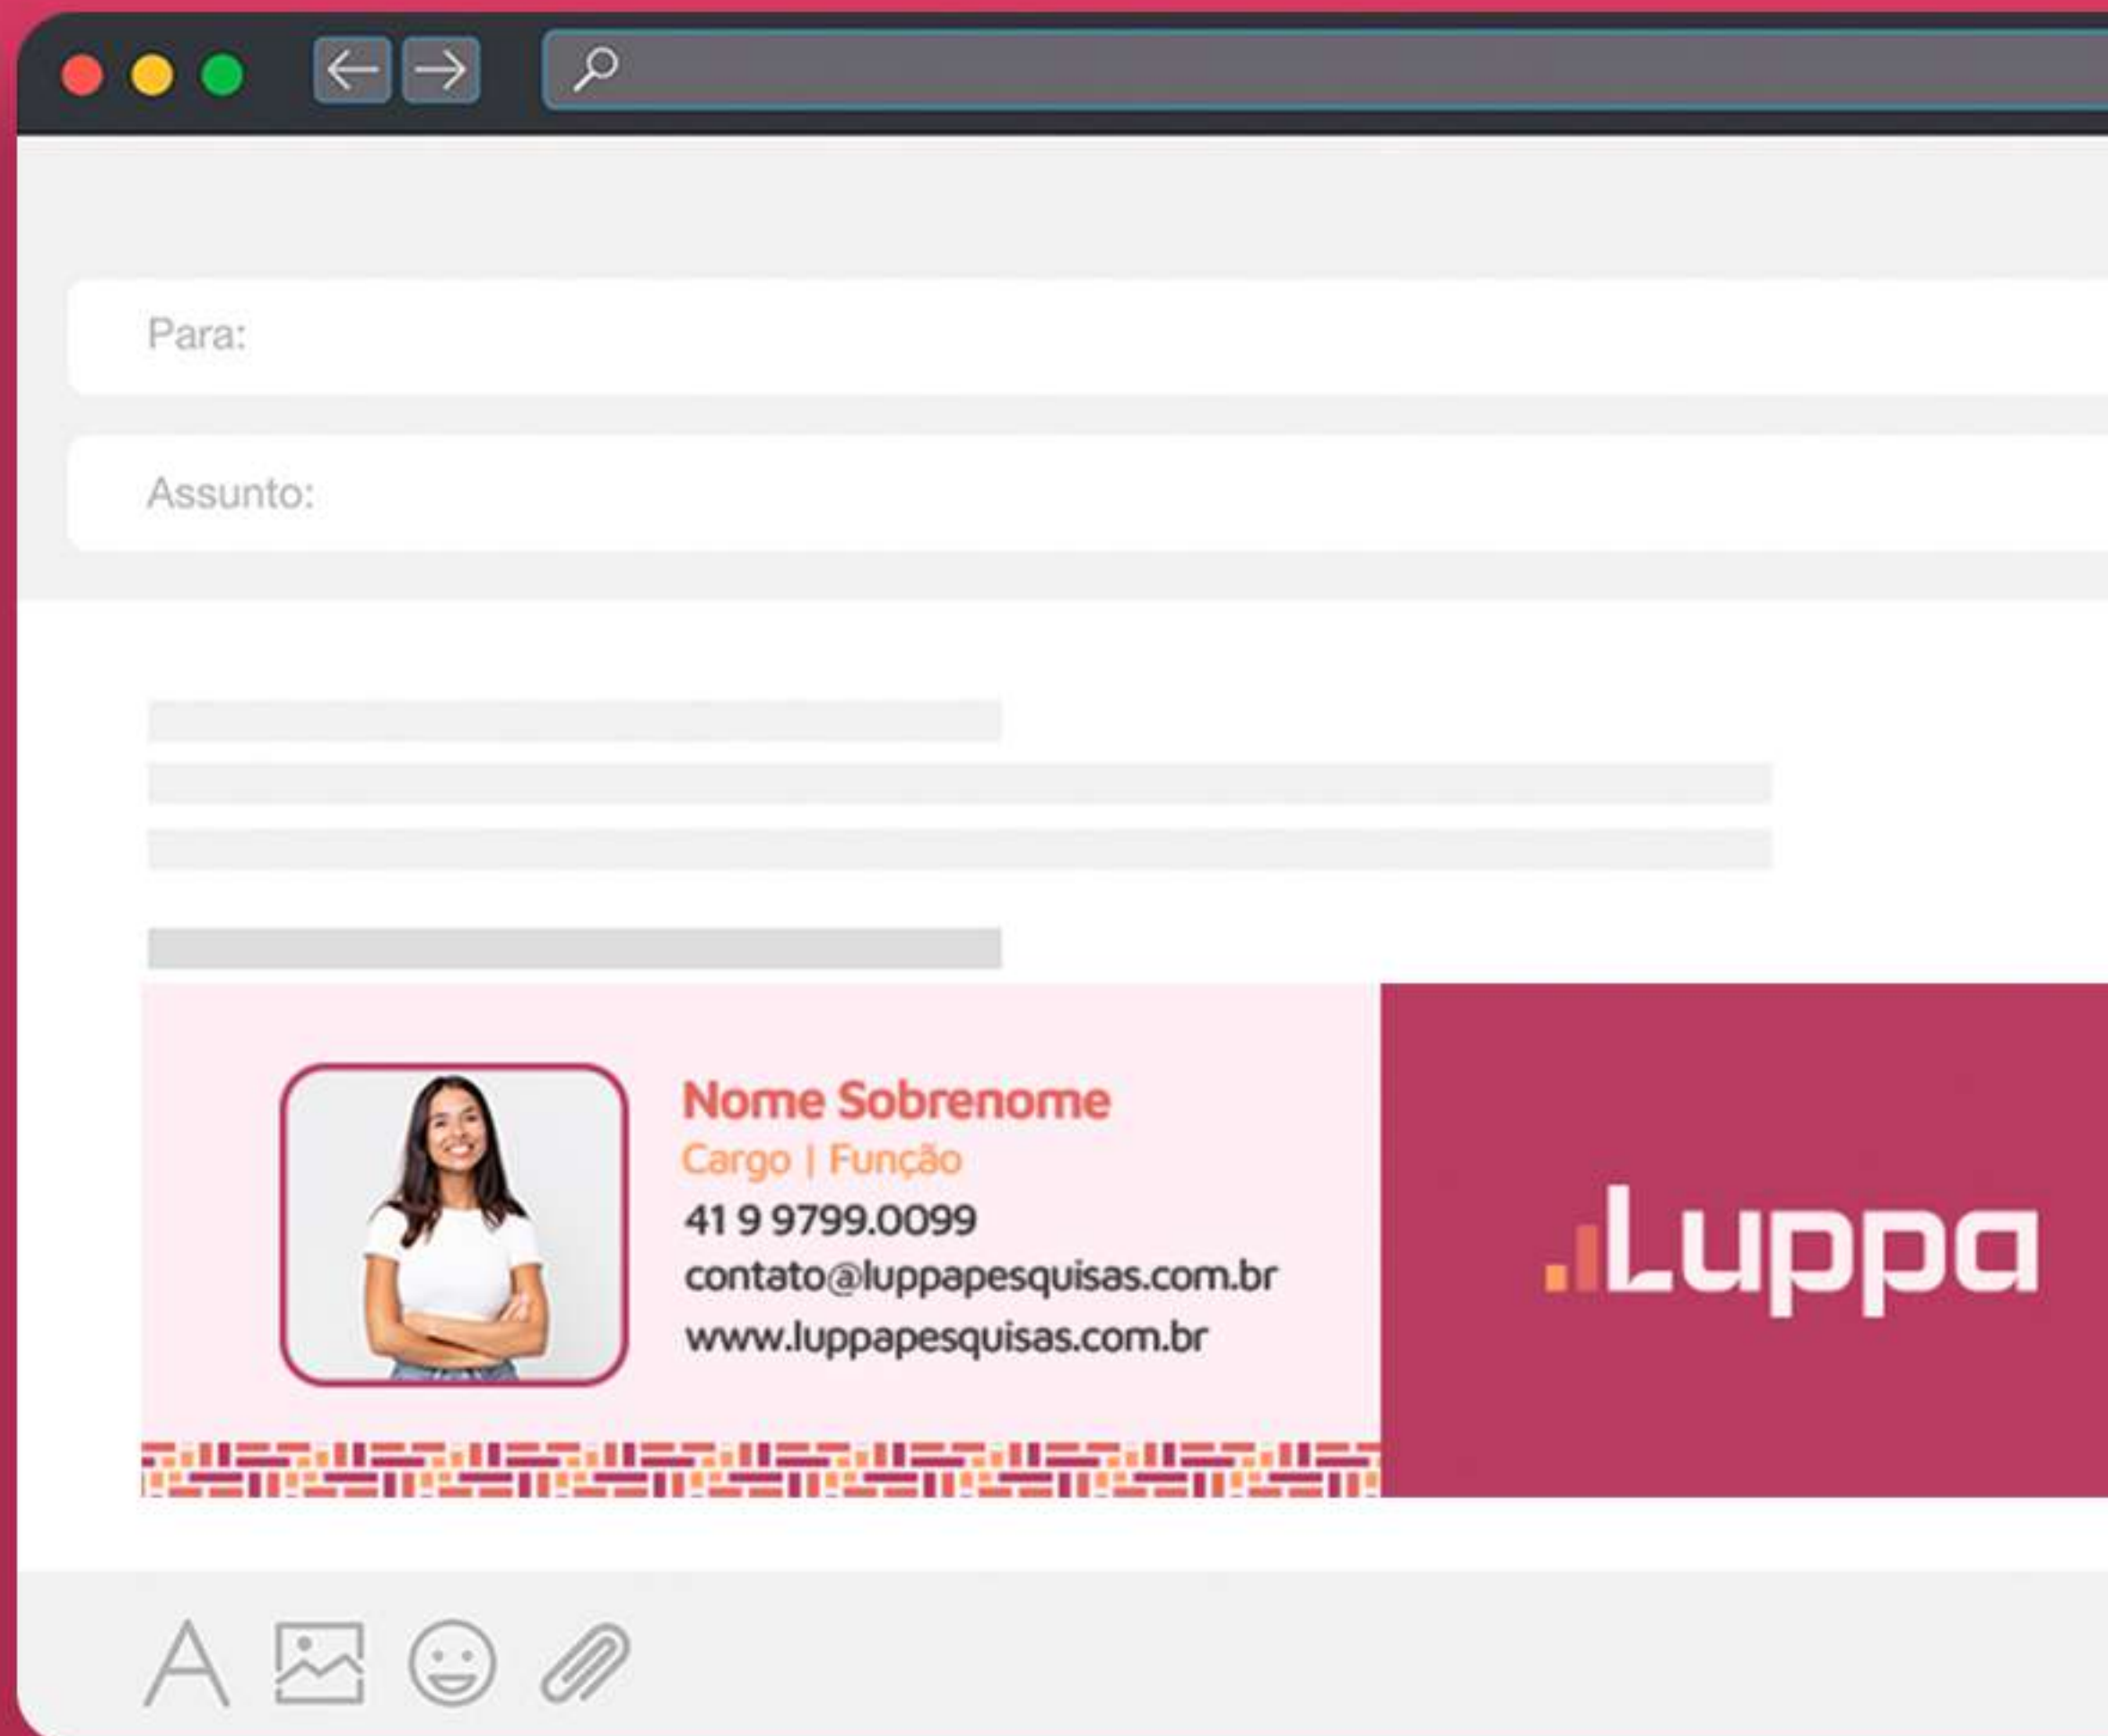 Para:
Assunto:
Nome Sobrenome
Cargo | Função
41 9 9799.0099
contato@luppapesquisas.com.br
www.luppapesquisas.com.br
Luppa